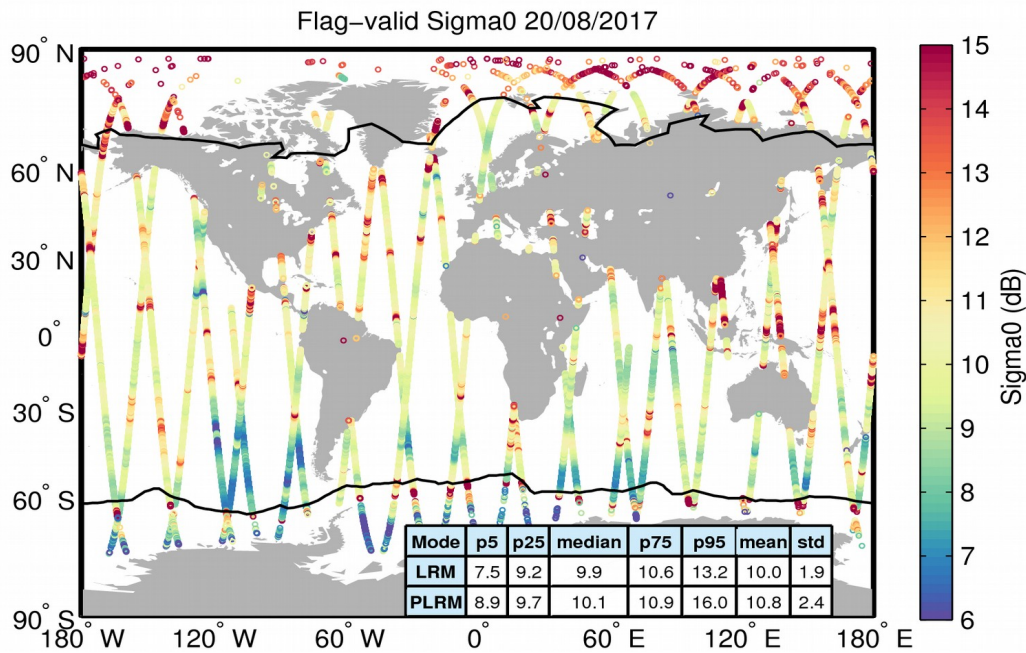 Flag−valid Sigma0 20/08/2017
90° N
60° N
30° N
0°
30° S
60° S
90° S
180° W 120° W 60° W 0° 60° E 120° E 180° E
Mode p5 p25 median p75 p95 mean std
LRM 7.5 9.2 9.9 10.6 13.2 10.0 1.9
PLRM 8.9 9.7 10.1 10.9 16.0 10.8 2.4
15
14
13
12
11
10
9
8
7
6
Sigma0 (dB)